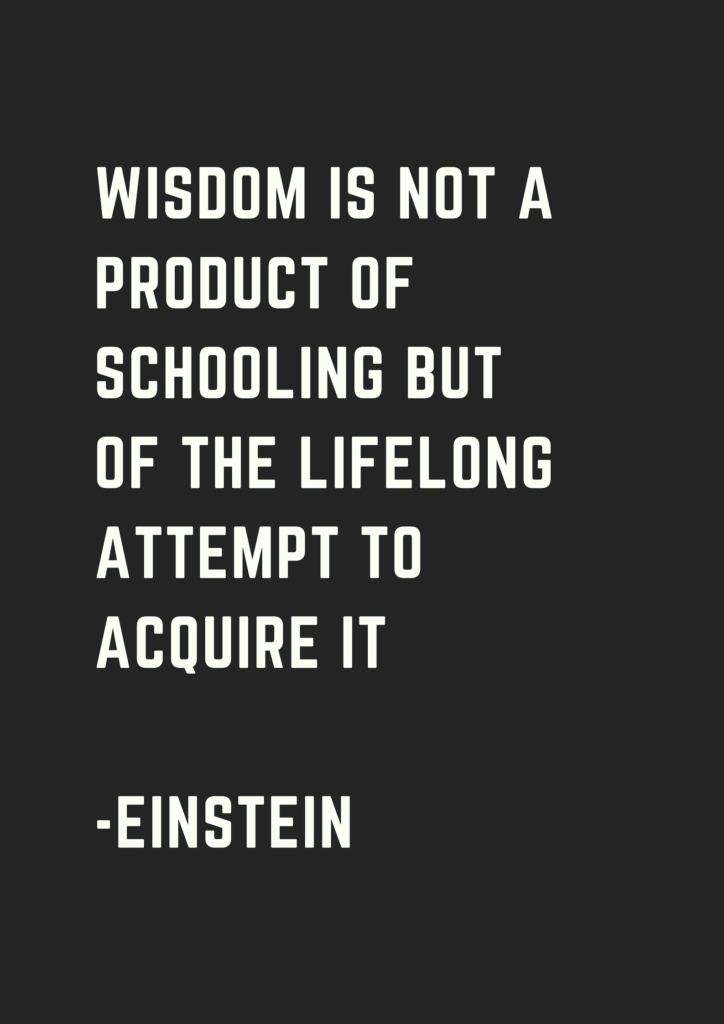 WISDOM IS NOT A
PRODUCT OF
SCHOOLING BUT
OF THE LIFELONG
ATTEMPT TO
ACQUIRE IT
-EINSTEIN